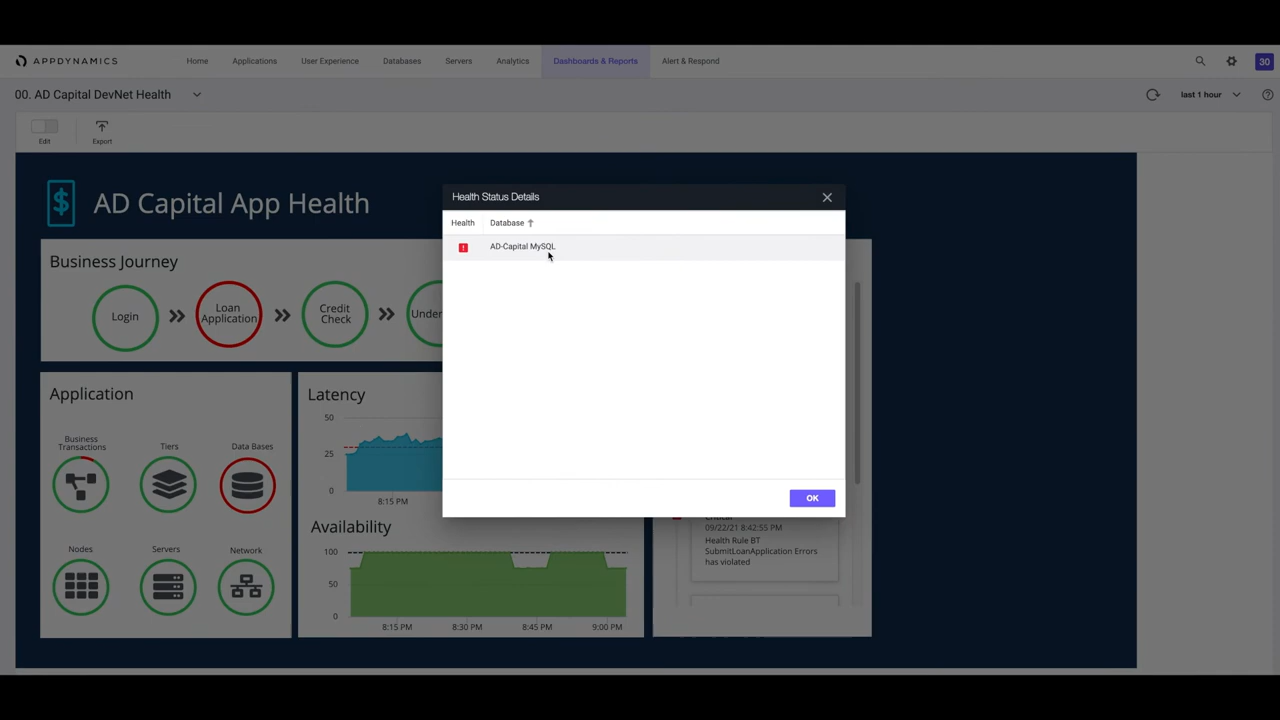 APPDYNAMICS
Home
Applications
User Experience
Databases
Servers
Analytics
Dashboards & Reports
Alert & Respond
30
00. AD Capital DevNet Health
last 1 hour
Edit
Export
$ AD Capital App Health
Business Journey
Login
Loan
Application
Credit
Check
Under
Application
Business
Transactions
Tiers
Data Bases
Nodes
Servers
Network
Latency
50
25
0
8:15 PM
Availability
100
50
0
8:15 PM
8:30 PM
8:45 PM
9:00 PM
Health Status Details
Health
Database
AD-Capital MySQL
OK
09/22/21 8:42:55 PM
Health Rule BT
SubmitLoanApplication Errors
has violated